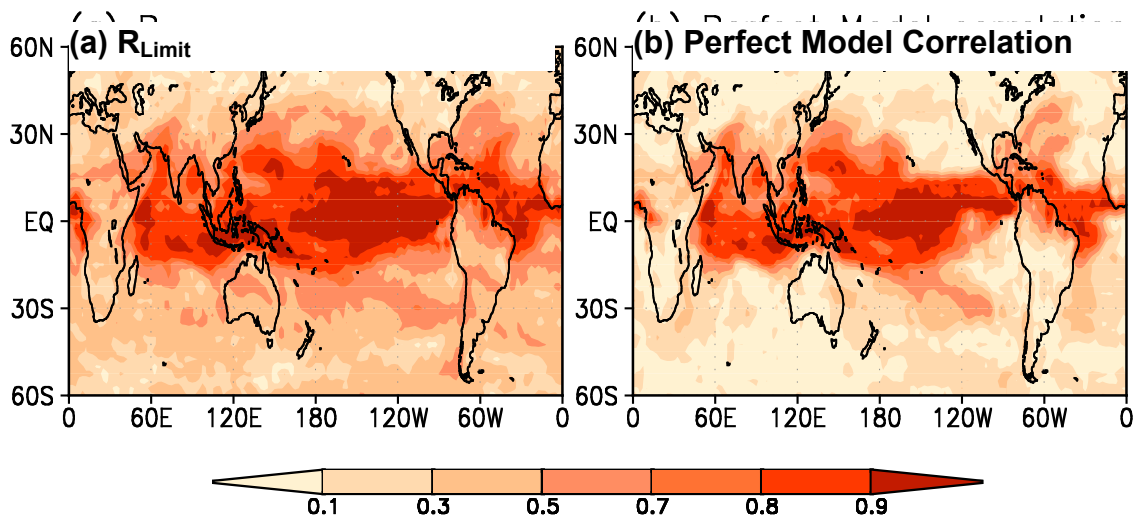 (a) R_Limit (b) Perfect Model Correlation
60N 60N
30N 30N
EQ EQ
30S 30S
60S 60S
0 60E 120E 180 120W 60W 0 0 60E 120E 180 120W 60W 0
0.1 0.3 0.5 0.7 0.8 0.9